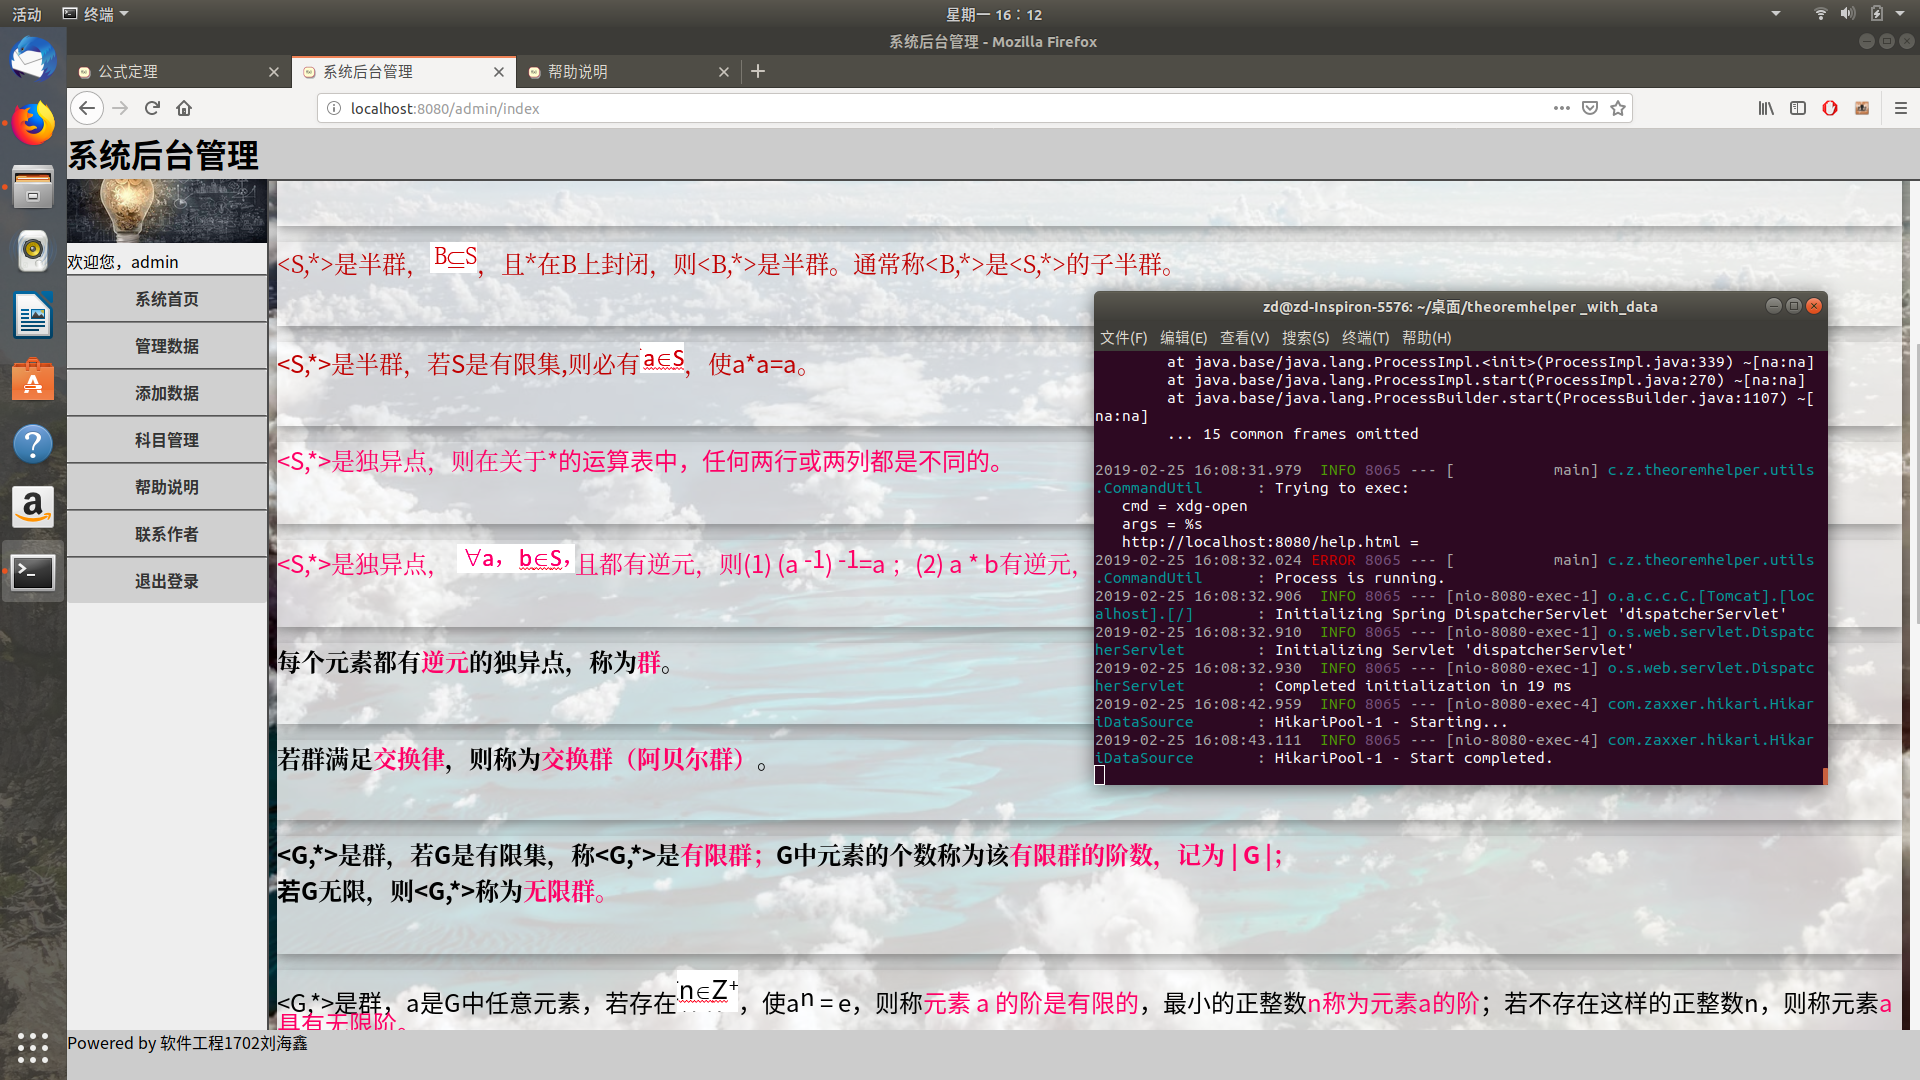 活动
终端
星期一 16：12
系统后台管理 - Mozilla Firefox
公式定理
系统后台管理
帮助说明
localhost:8080/admin/index
系统后台管理
欢迎您，admin
系统首页
管理数据
添加数据
科目管理
帮助说明
联系作者
退出登录
<S,*>是半群，B⊆S，且*在B上封闭，则<B,*>是半群。通常称<B,*>是<S,*>的子半群。
<S,*>是半群，若S是有限集,则必有a∈S，使a*a=a。
<S,*>是独异点，则在关于*的运算表中，任何两行或两列都是不同的。
<S,*>是独异点，∀a，b∈S，且都有逆元，则(1) (a -1) -1=a ；(2) a * b有逆元，
每个元素都有逆元的独异点，称为群。
若群满足交换律，则称为交换群（阿贝尔群）。
<G,*>是群，若G是有限集，称<G,*>是有限群；G中元素的个数称为该有限群的阶数，记为 | G |；
若G无限，则<G,*>称为无限群。
<G,*>是群，a是G中任意元素，若存在n∈Z+，使an = e，则称元素 a 的阶是有限的，最小的正整数n称为元素a的阶；若不存在这样的正整数n，则称元素a
具有无限阶。
Powered by 软件工程1702刘海鑫
zd@zd-Inspiron-5576: ~/桌面/theoremhelper _with_data
文件(F) 编辑(E) 查看(V) 搜索(S) 终端(T) 帮助(H)
at java.base/java.lang.ProcessImpl.<init>(ProcessImpl.java:339) ~[na:na]
at java.base/java.lang.ProcessImpl.start(ProcessImpl.java:270) ~[na:na]
at java.base/java.lang.ProcessBuilder.start(ProcessBuilder.java:1107) ~[
na:na]
... 15 common frames omitted
2019-02-25 16:08:31.979  INFO 8065 --- [           main] c.z.theoremhelper.utils
.CommandUtil      : Trying to exec:
cmd = xdg-open
args = %s
http://localhost:8080/help.html =
2019-02-25 16:08:32.024 ERROR 8065 --- [           main] c.z.theoremhelper.utils
.CommandUtil      : Process is running.
2019-02-25 16:08:32.906  INFO 8065 --- [nio-8080-exec-1] o.a.c.c.C.[Tomcat].[loc
alhost].[/]       : Initializing Spring DispatcherServlet 'dispatcherServlet'
2019-02-25 16:08:32.910  INFO 8065 --- [nio-8080-exec-1] o.s.web.servlet.Dispatc
herServlet        : Initializing Servlet 'dispatcherServlet'
2019-02-25 16:08:32.930  INFO 8065 --- [nio-8080-exec-1] o.s.web.servlet.Dispatc
herServlet        : Completed initialization in 19 ms
2019-02-25 16:08:42.959  INFO 8065 --- [nio-8080-exec-4] com.zaxxer.hikari.Hikar
iDataSource       : HikariPool-1 - Starting...
2019-02-25 16:08:43.111  INFO 8065 --- [nio-8080-exec-4] com.zaxxer.hikari.Hikar
iDataSource       : HikariPool-1 - Start completed.